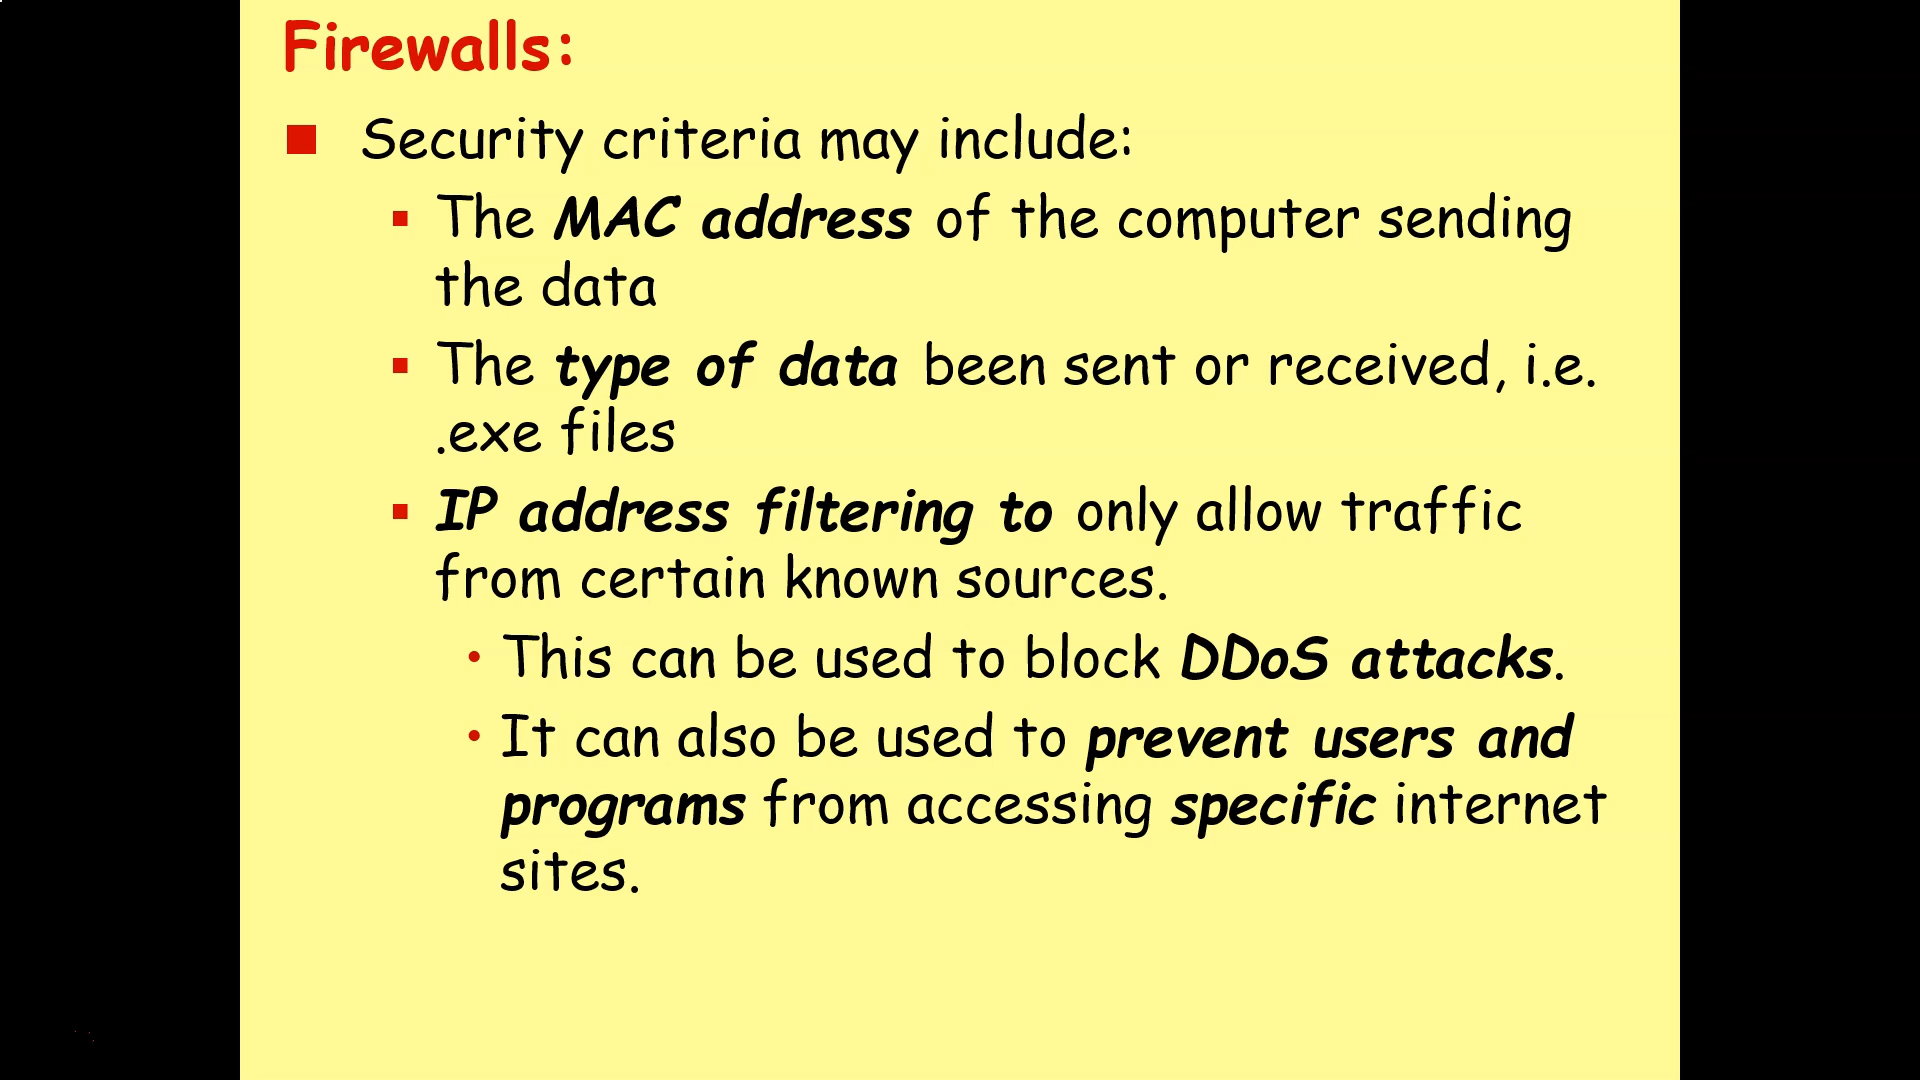 Firewalls:
Security criteria may include:
The MAC address of the computer sending
the data
The type of data been sent or received, i.e.
.exe files
IP address filtering to only allow traffic
from certain known sources.
This can be used to block DDoS attacks.
It can also be used to prevent users and
programs from accessing specific internet
sites.